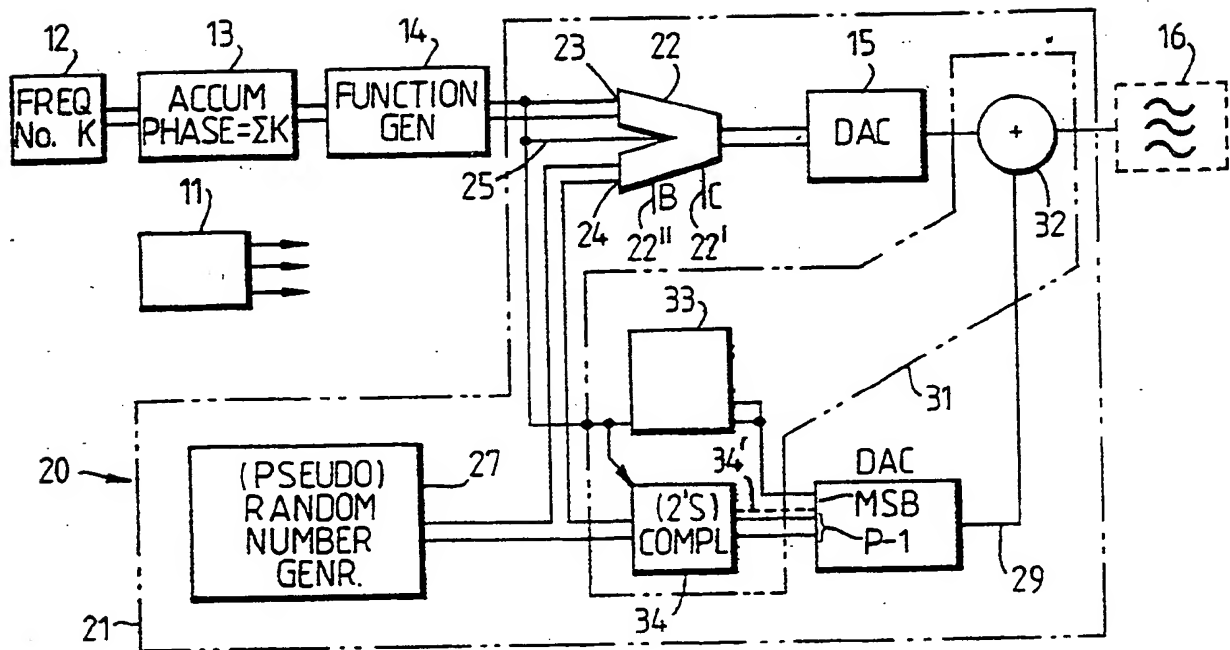 12
13
14
23
22
15
16
FREQ
No. K
ACCUM
PHASE=ΣK
FUNCTION
GEN
DAC
+
25
24
B
C
22"
22'
32
11
33
31
20
27
34'
DAC
(PSEUDO)
RANDOM
NUMBER
GENR.
(2'S)
COMPL
MSB
P-1
29
21
34